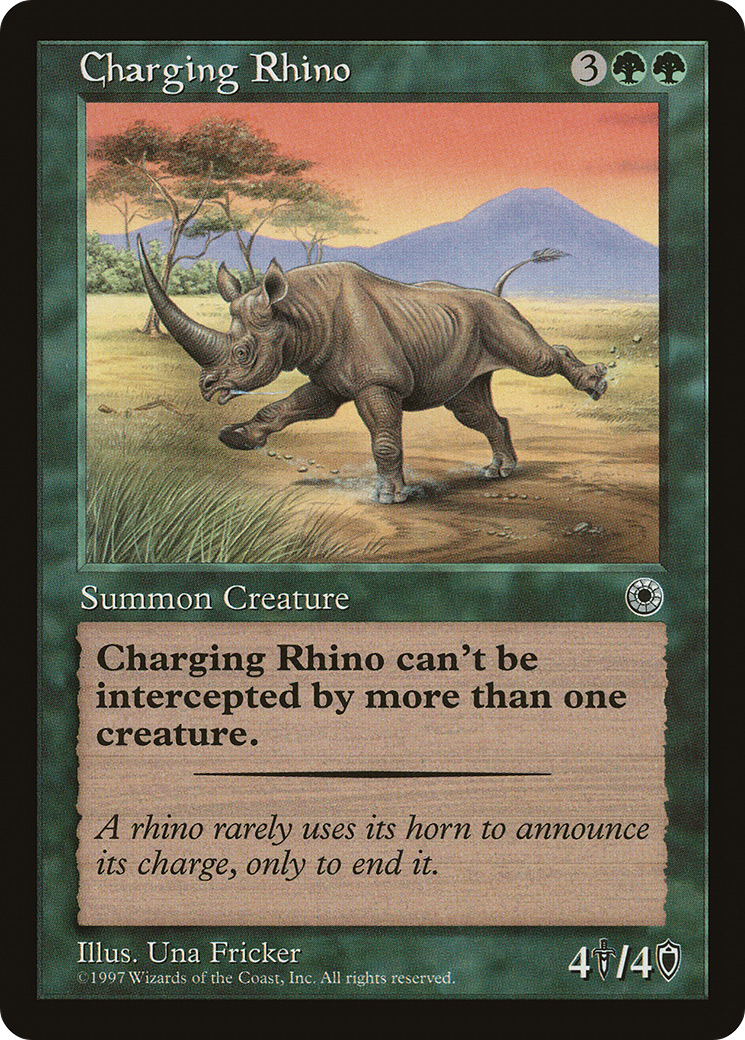 Charging Rhino 3
Summon Creature
Charging Rhino can't be
intercepted by more than one
creature.
A rhino rarely uses its horn to announce
its charge, only to end it.
Illus. Una Fricker
©1997 Wizards of the Coast, Inc. All rights reserved.
4/4